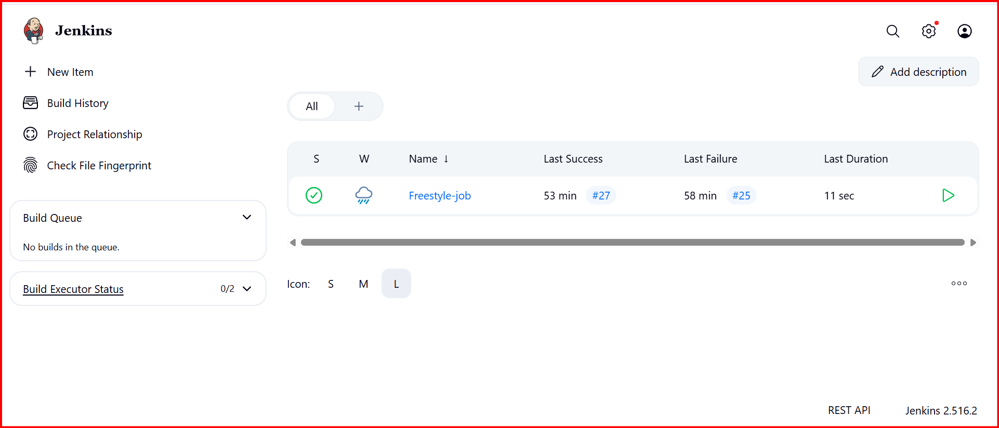 Jenkins
New Item
Build History
Project Relationship
Check File Fingerprint
Build Queue
No builds in the queue.
Build Executor Status 0/2
Add description
All
S W Name ↓ Last Success Last Failure Last Duration
Freestyle-job 53 min #27 58 min #25 11 sec
Icon: S M L
REST API Jenkins 2.516.2